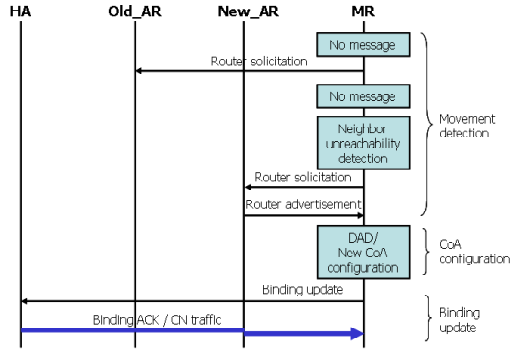 HA Old_AR New_AR MR
No message
Router solicitation
No message
Movement
detection
Neighbor
unreachability
detection
Router solicitation
Router advertisement
DAD/
New CoA
configuration
CoA
configuration
Binding update
Binding ACK / CN traffic
Binding
update